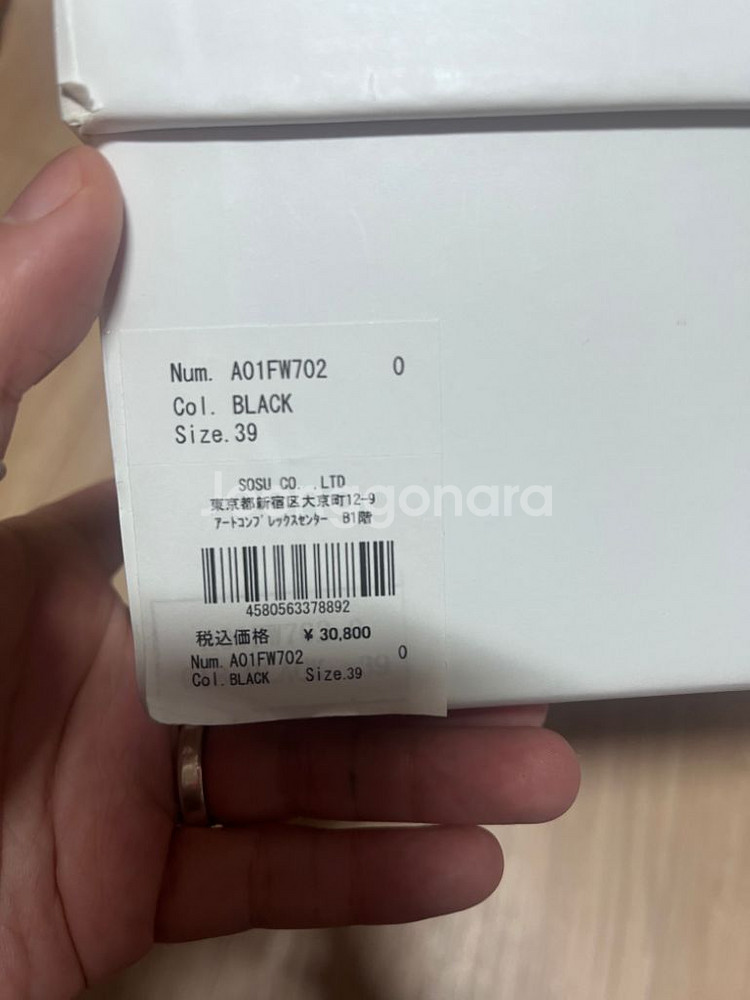 Num. A01FW702 0
Col. BLACK
Size.39
SOSU CO. .LTD
東京都新宿区大京町12-9
アートコンプレックスセンター B1階
4580563378892
税込価格 ¥ 30,800
Num. A01FW702 0
Col. BLACK Size.39
Joonggonara